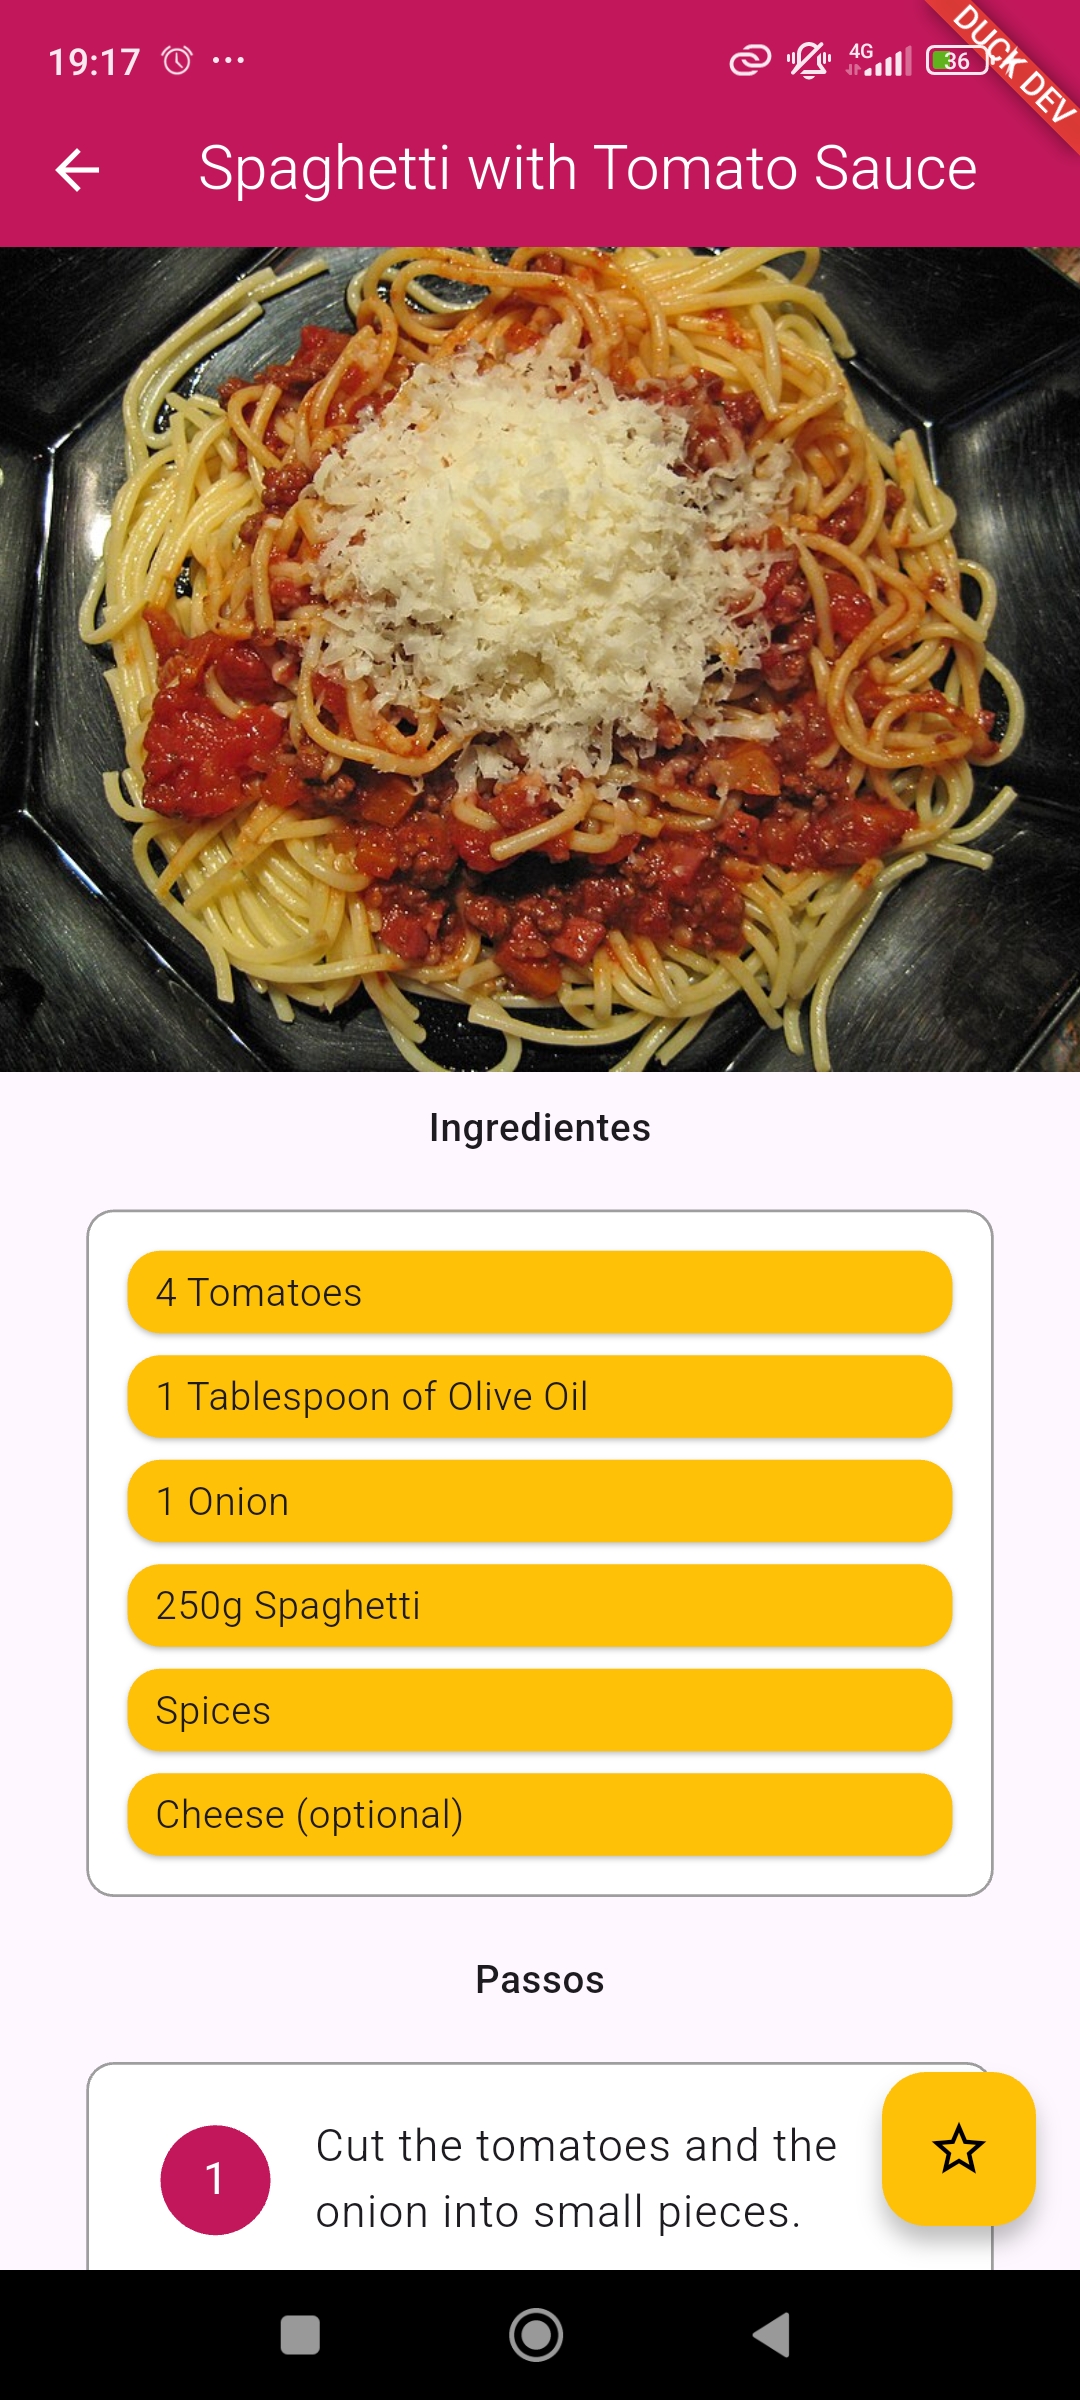 19:17
4G
36
DUCK DEV
Spaghetti with Tomato Sauce
Ingredientes
4 Tomatoes
1 Tablespoon of Olive Oil
1 Onion
250g Spaghetti
Spices
Cheese (optional)
Passos
1
Cut the tomatoes and the
onion into small pieces.